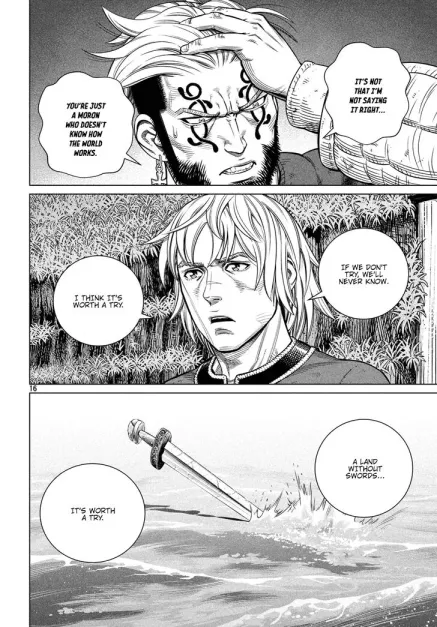 IT'S NOT
THAT I'M
NOT SAYING
IT RIGHT...
YOU'RE JUST
A MORON
WHO DOESN'T
KNOW HOW
THE WORLD
WORKS.
IF WE DON'T
TRY, WE'LL
NEVER KNOW.
I THINK IT'S
WORTH A TRY.
16
A LAND
WITHOUT
SWORDS...
IT'S WORTH
A TRY.